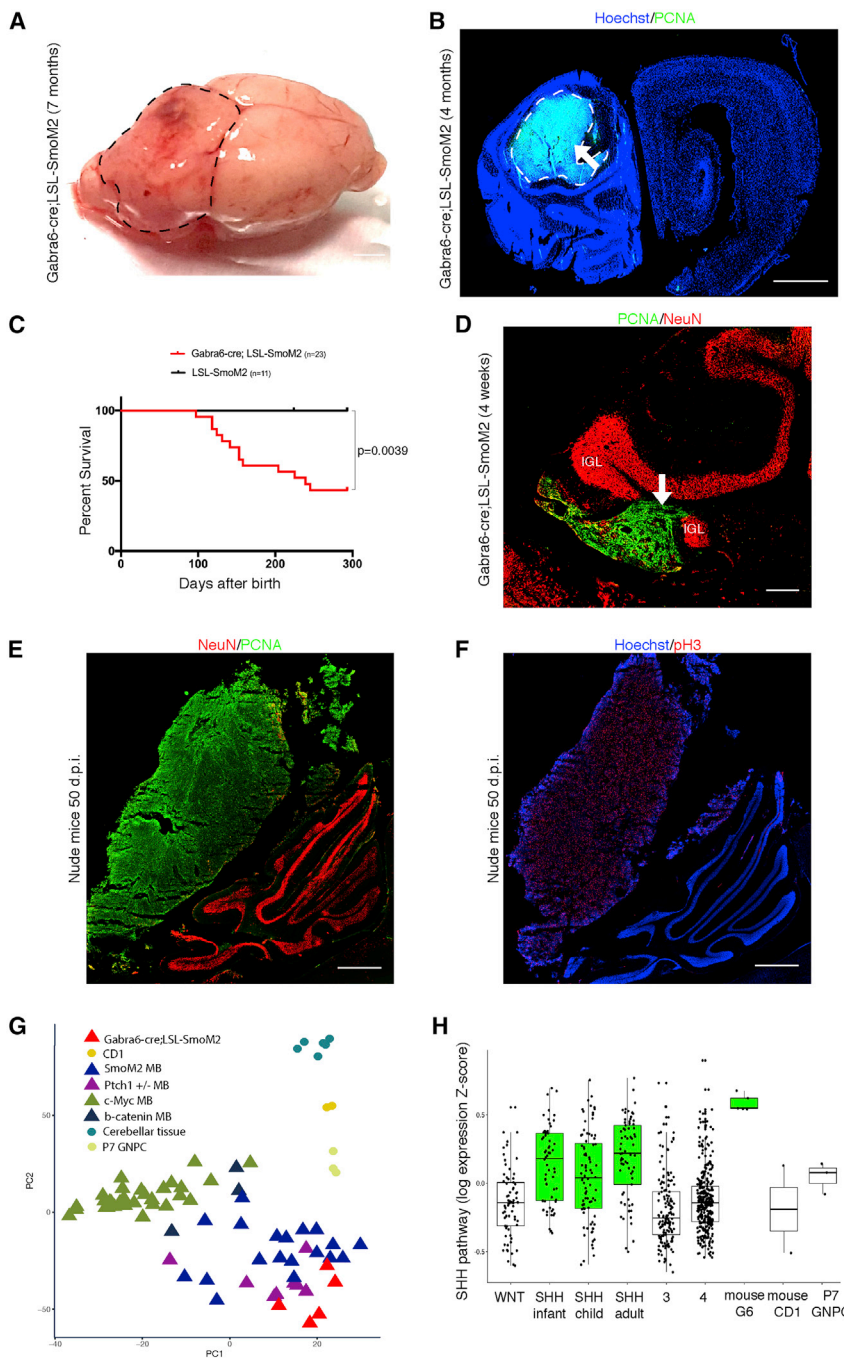 A
Gabra6-cre;LSL-SmoM2 (7 months)
B
Hoechst/PCNA
Gabra6-cre;LSL-SmoM2 (4 months)
C
Gabra6-cre; LSL-SmoM2 (n=23)
LSL-SmoM2 (n=11)
Percent Survival
100
50
0
0
100
200
300
Days after birth
p=0.0039
D
PCNA/NeuN
Gabra6-cre;LSL-SmoM2 (4 weeks)
IGL
IGL
E
NeuN/PCNA
Nude mice 50 d.p.i.
F
Hoechst/pH3
Nude mice 50 d.p.i.
G
Gabra6-cre;LSL-SmoM2
CD1
SmoM2 MB
Ptch1 +/- MB
c-Myc MB
b-catenin MB
Cerebellar tissue
P7 GNPC
PC2
50
0
-50
-40
-20
0
20
PC1
H
SHH pathway (log expression Z-score)
0.5
0.0
-0.5
WNT
SHH infant
SHH child
SHH adult
3
4
mouse G6
mouse CD1
P7 GNPC